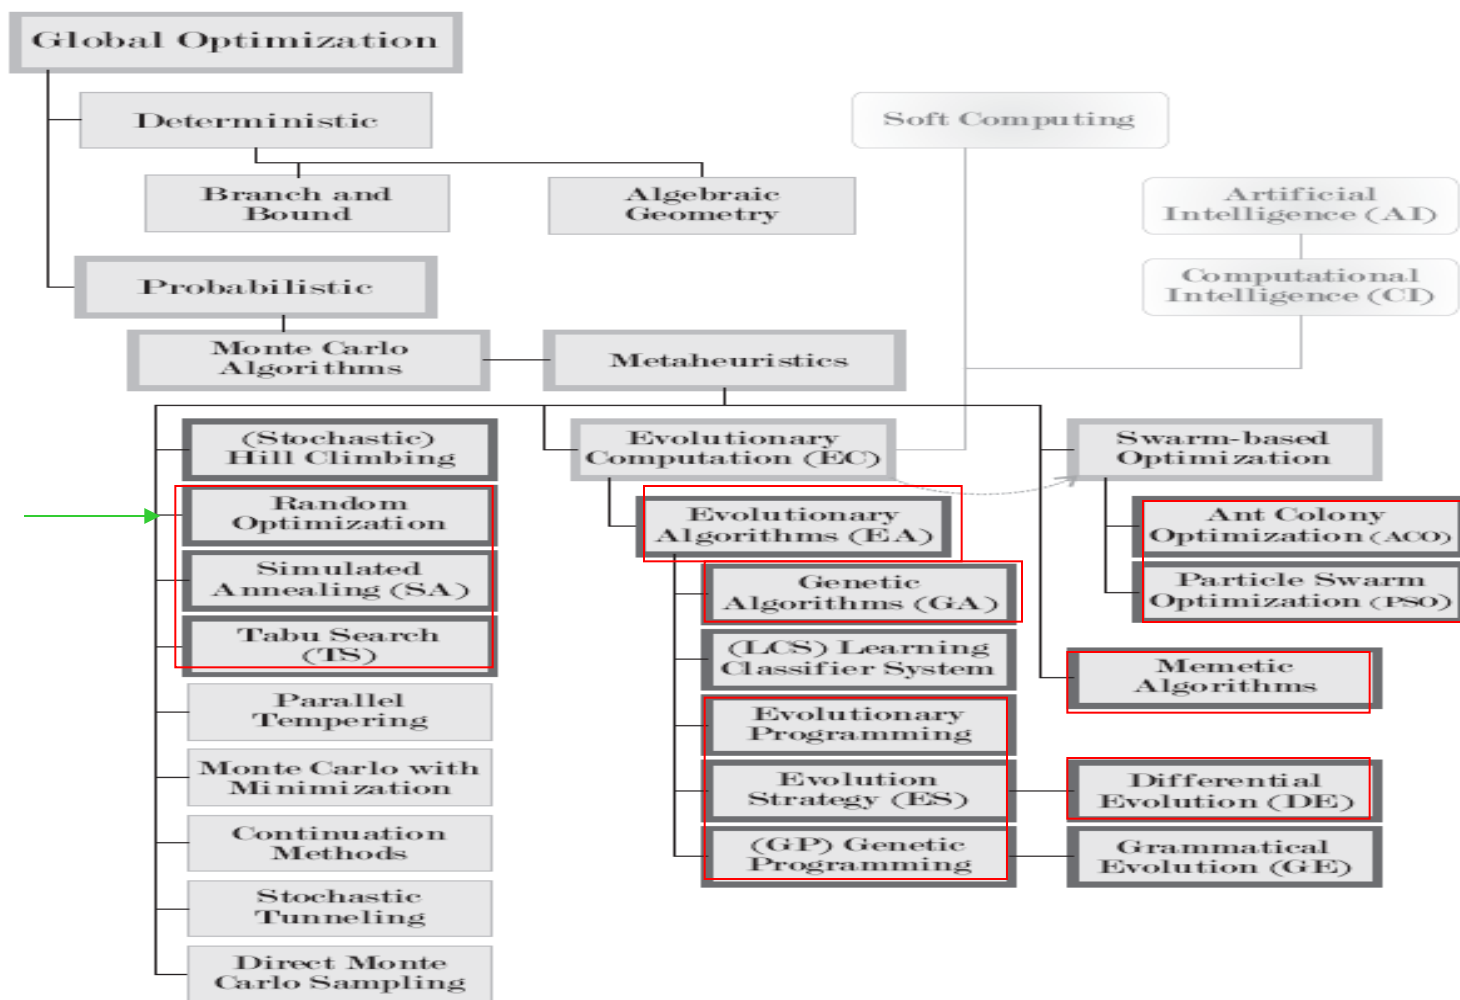 Global Optimization
Deterministic
Soft Computing
Branch and
Bound
Algebraic
Geometry
Artificial
Intelligence (AI)
Probabilistic
Computational
Intelligence (CI)
Monte Carlo
Algorithms
Metaheuristics
(Stochastic)
Hill Climbing
Random
Optimization
Simulated
Annealing (SA)
Tabu Search
(TS)
Parallel
Tempering
Monte Carlo with
Minimization
Continuation
Methods
Stochastic
Tunneling
Direct Monte
Carlo Sampling
Evolutionary
Computation (EC)
Evolutionary
Algorithms (EA)
Genetic
Algorithms (GA)
(LCS) Learning
Classifier System
Evolutionary
Programming
Evolution
Strategy (ES)
(GP) Genetic
Programming
Swarm-based
Optimization
Ant Colony
Optimization (ACO)
Particle Swarm
Optimization (PSO)
Memetic
Algorithms
Differential
Evolution (DE)
Grammatical
Evolution (GE)